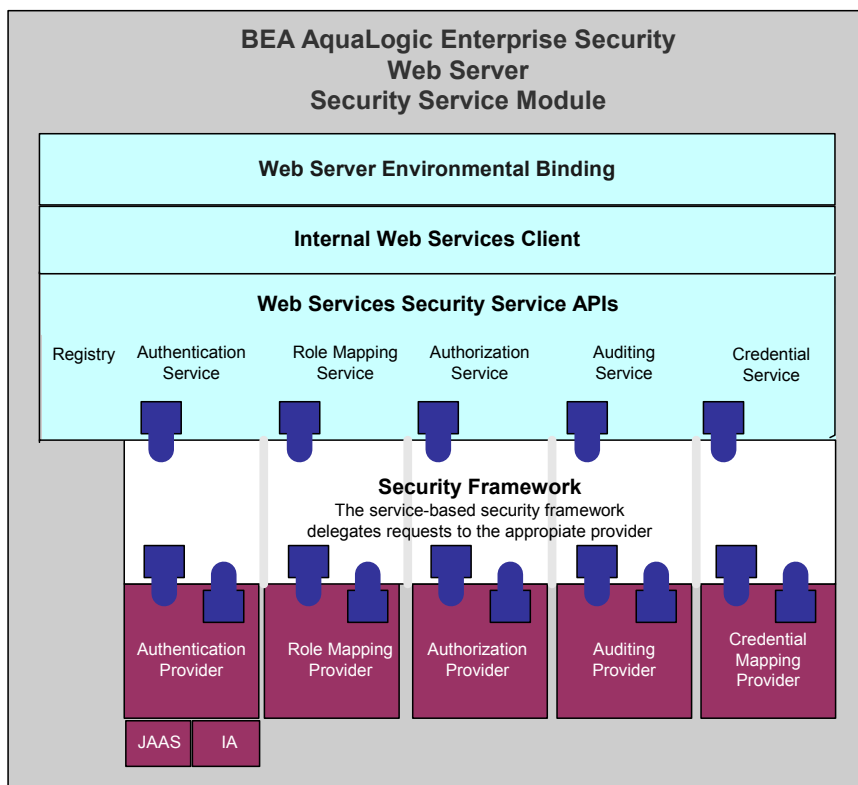 BEA AquaLogic Enterprise Security
Web Server
Security Service Module
Web Server Environmental Binding
Internal Web Services Client
Web Services Security Service APIs
Registry
Authentication
Service
Role Mapping
Service
Authorization
Service
Auditing
Service
Credential
Service
Security Framework
The service-based security framework
delegates requests to the appropiate provider
Authentication
Provider
Role Mapping
Provider
Authorization
Provider
Auditing
Provider
Credential
Mapping
Provider
JAAS
IA